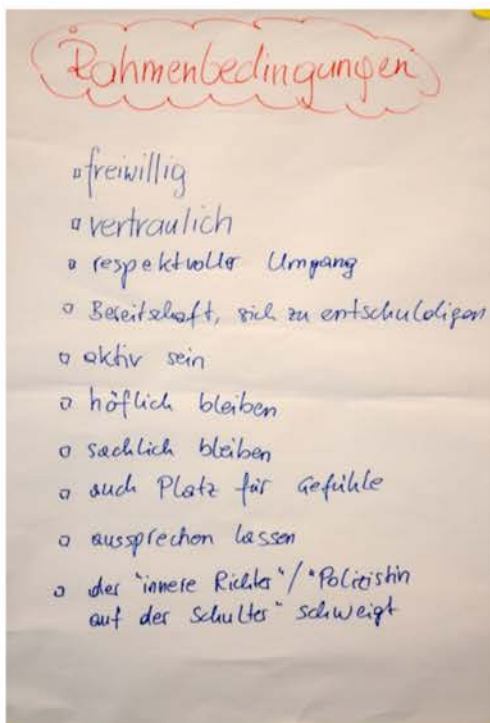 Rahmenbedingungen
freiwillig
vertraulich
respektvoller Umgang
Bereitschaft, sich zu entschuldigen
aktiv sein
höflich bleiben
sachlich bleiben
auch Platz für Gefühle
aussprechen lassen
der "innere Richter"/"Polizistin
auf der Schulter" schweigt